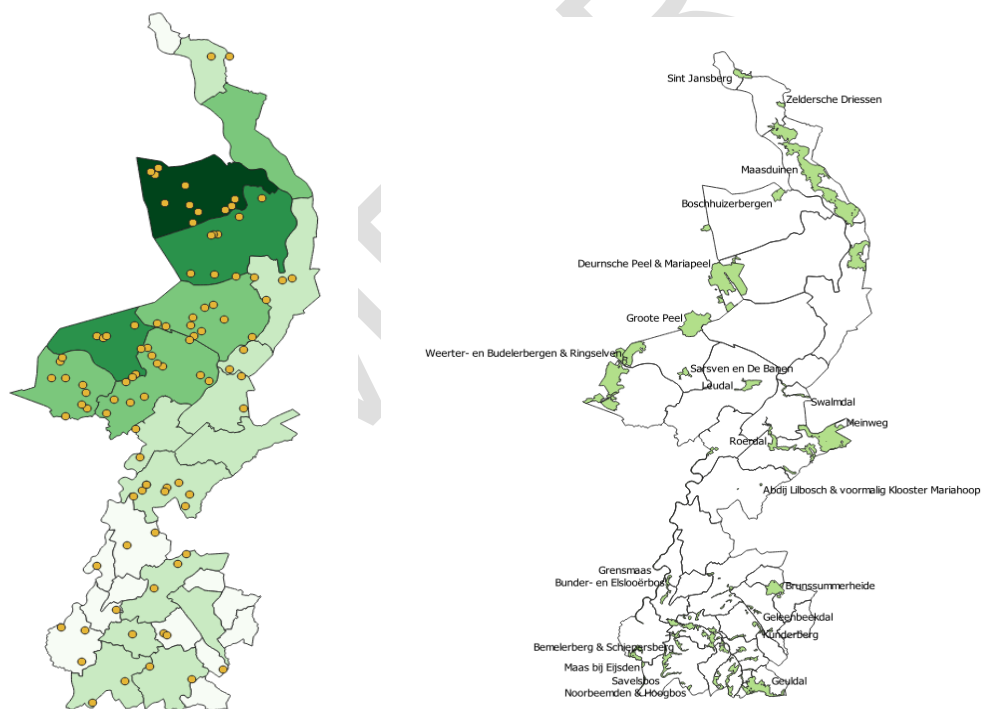 Sint Jansberg
Zeldersche Driessen
Maasduinen
Boschhuizerbergen
Deurnsche Peel & Mariapeel
Groote Peel
Weerter- en Budelerbergen & Ringselven
Sarsven en De Banen
Leudal
Swalmdal
Meinweg
Roerdal
Abdij Lilbosch & voormalig Klooster Mariahoop
Grensmaas
Bunder- en Elslooërbos
Brunssummerheide
Geleenbeekdal
Kunderberg
Bemelerberg & Schiepersberg
Maas bij Eijsden
Savelsbos
Geuldal
Noorbeemden & Hoogbos